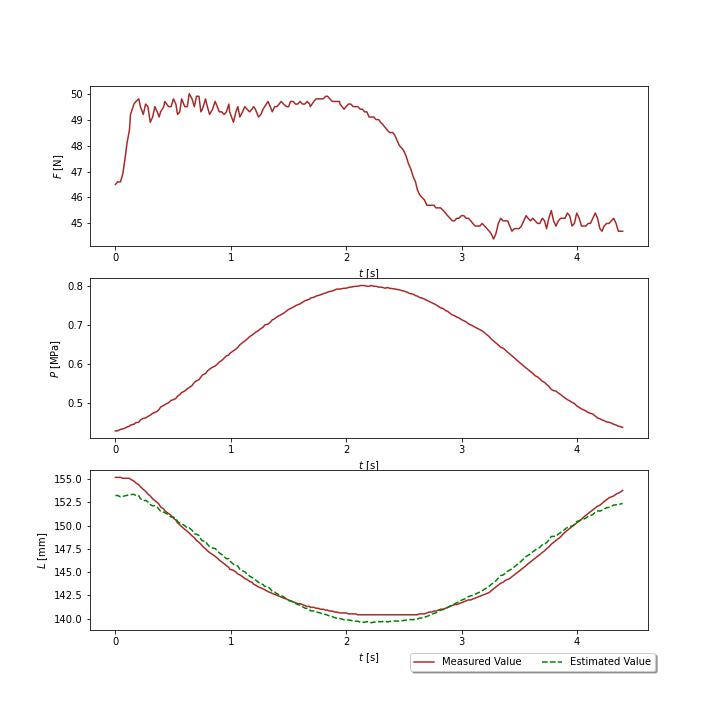 50
49
48
47
46
45
F [N]
0 1 2 3 4
t [s]
0.8
0.7
0.6
0.5
P [MPa]
0 1 2 3 4
t [s]
155.0
152.5
150.0
147.5
145.0
142.5
140.0
L [mm]
0 1 2 3 4
t [s]
Measured Value Estimated Value